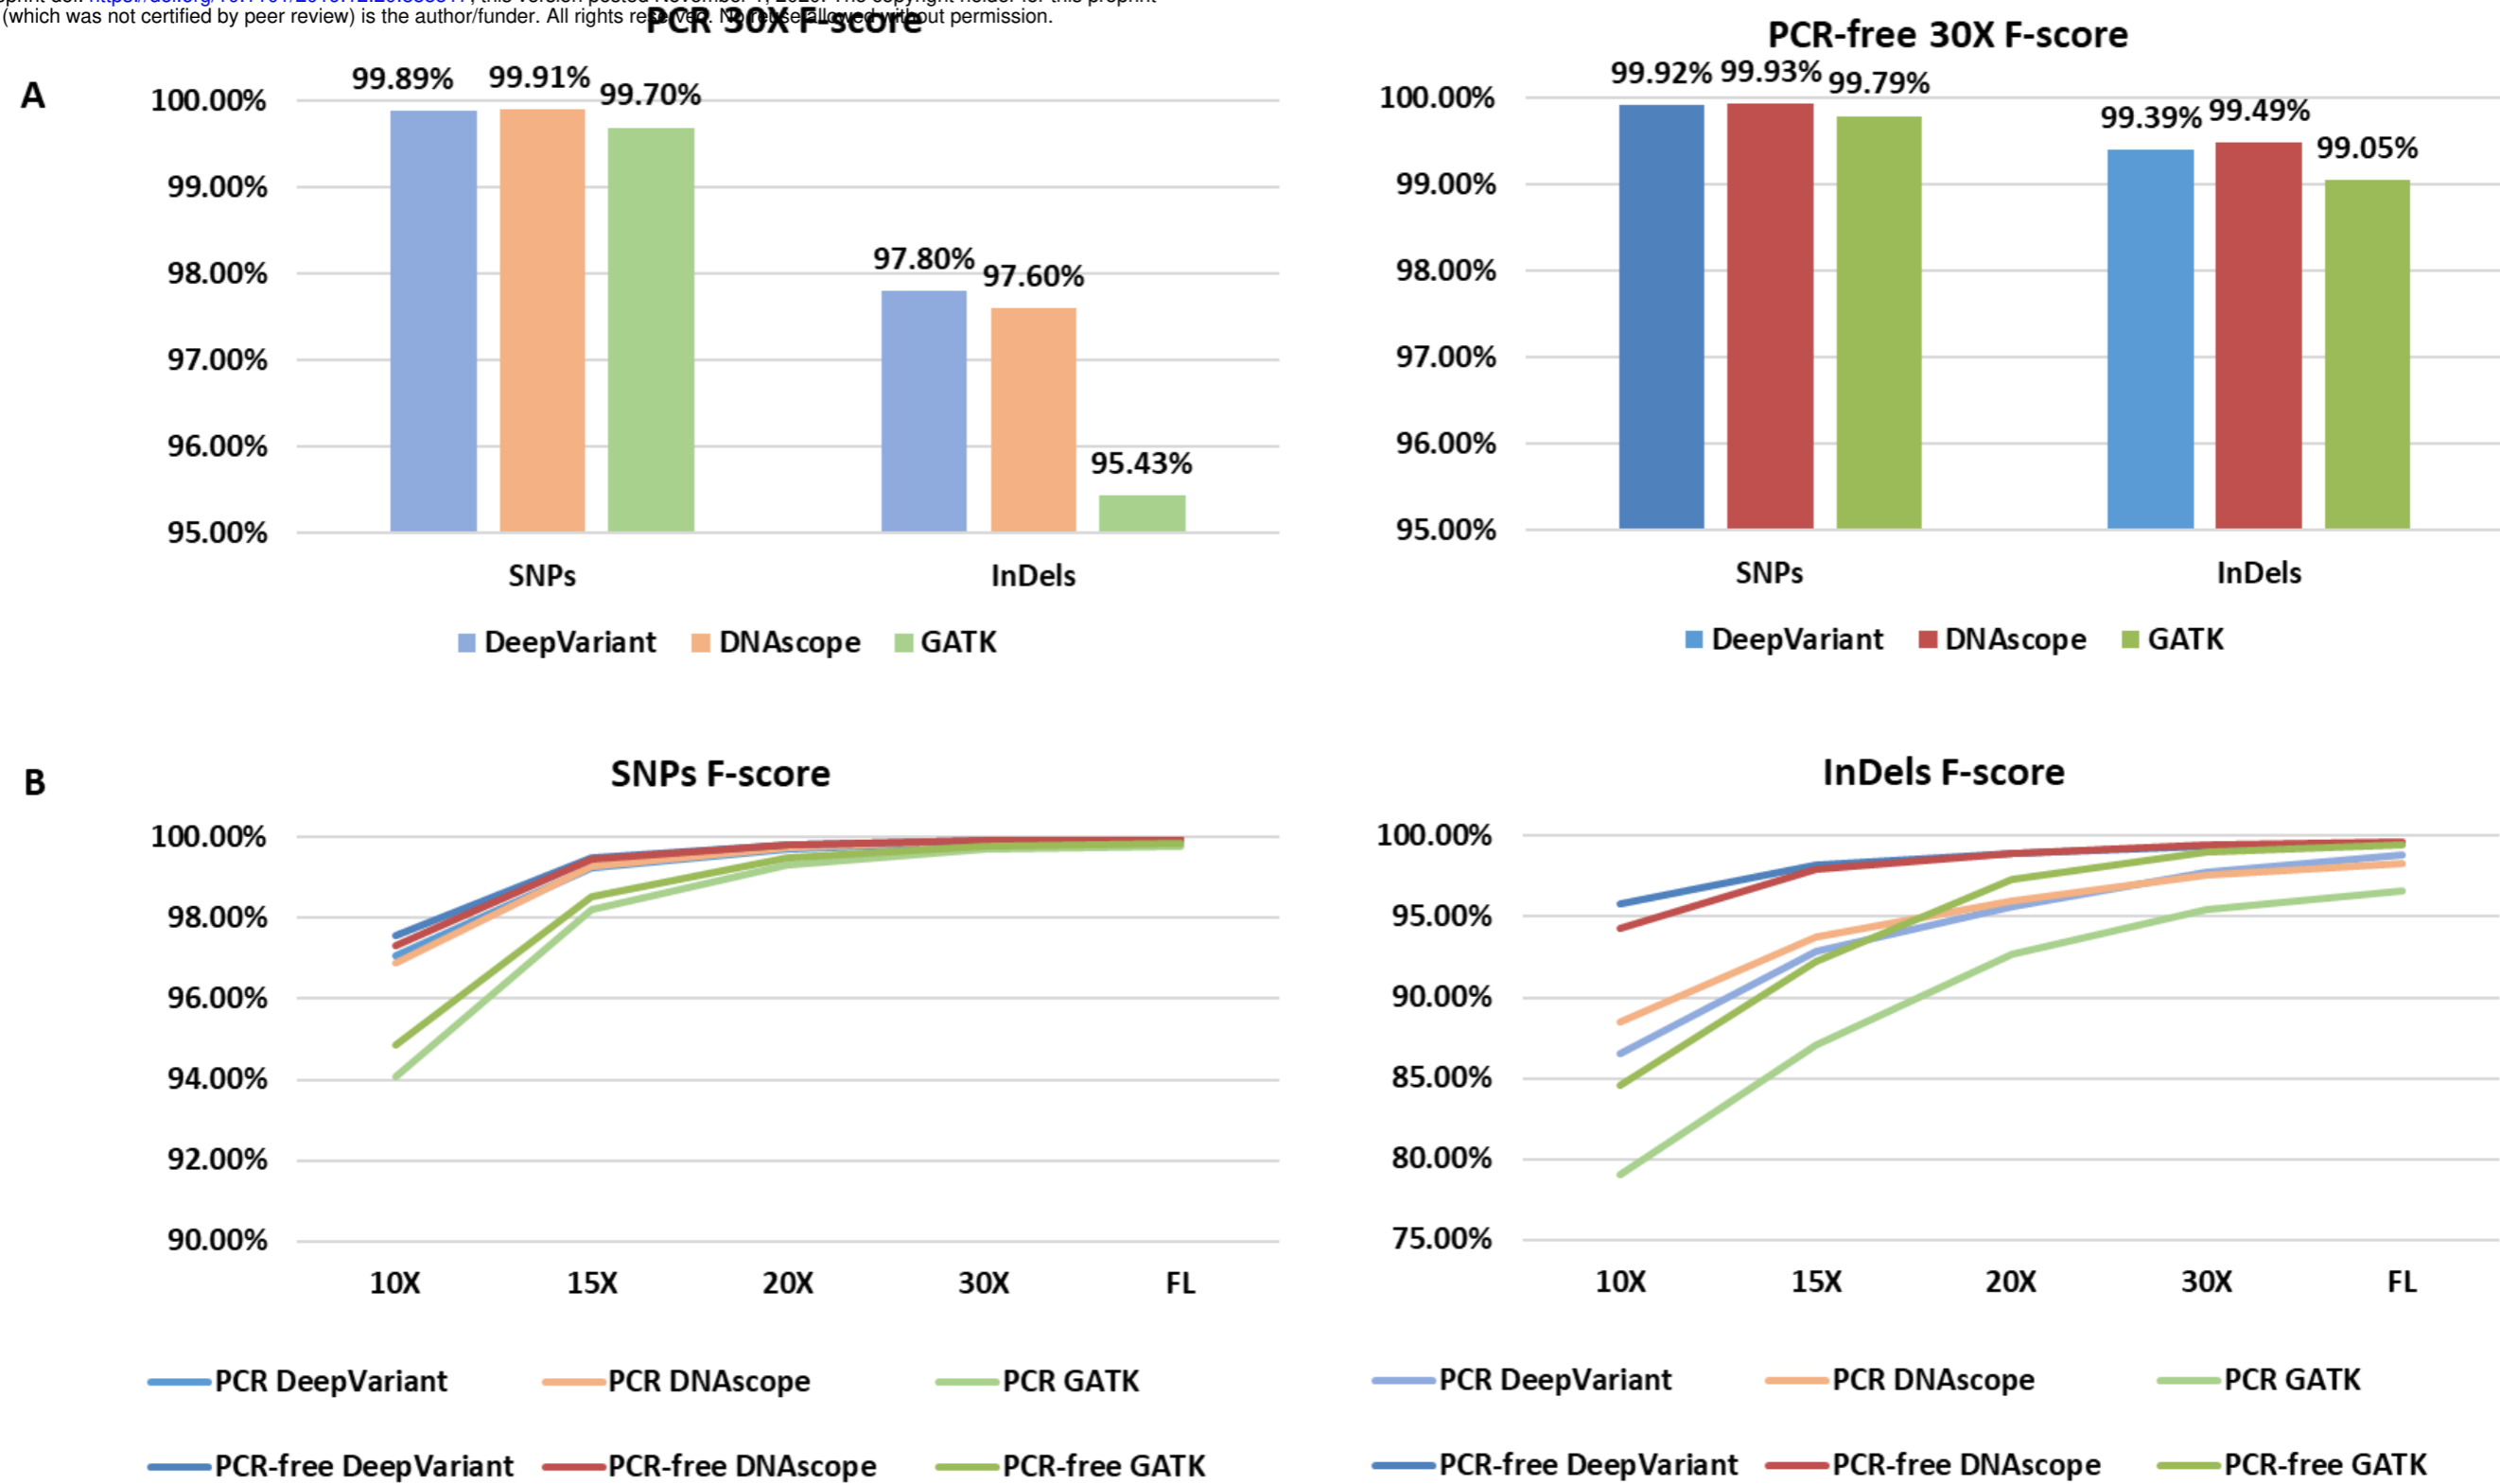 (which was not certified by peer review) is the author/funder. All rights reserved. No reuse allowed without permission.
PCR 30X F-score
PCR-free 30X F-score
A
99.89%
99.91%
99.70%
97.80%
97.60%
95.43%
100.00%
99.00%
98.00%
97.00%
96.00%
95.00%
SNPs
InDels
DeepVariant
DNAscope
GATK
99.92%
99.93%
99.79%
99.39%
99.49%
99.05%
100.00%
99.00%
98.00%
97.00%
96.00%
95.00%
SNPs
InDels
DeepVariant
DNAscope
GATK
B
SNPs F-score
100.00%
98.00%
96.00%
94.00%
92.00%
90.00%
10X
15X
20X
30X
FL
PCR DeepVariant
PCR DNAscope
PCR GATK
PCR-free DeepVariant
PCR-free DNAscope
PCR-free GATK
InDels F-score
100.00%
95.00%
90.00%
85.00%
80.00%
75.00%
10X
15X
20X
30X
FL
PCR DeepVariant
PCR DNAscope
PCR GATK
PCR-free DeepVariant
PCR-free DNAscope
PCR-free GATK